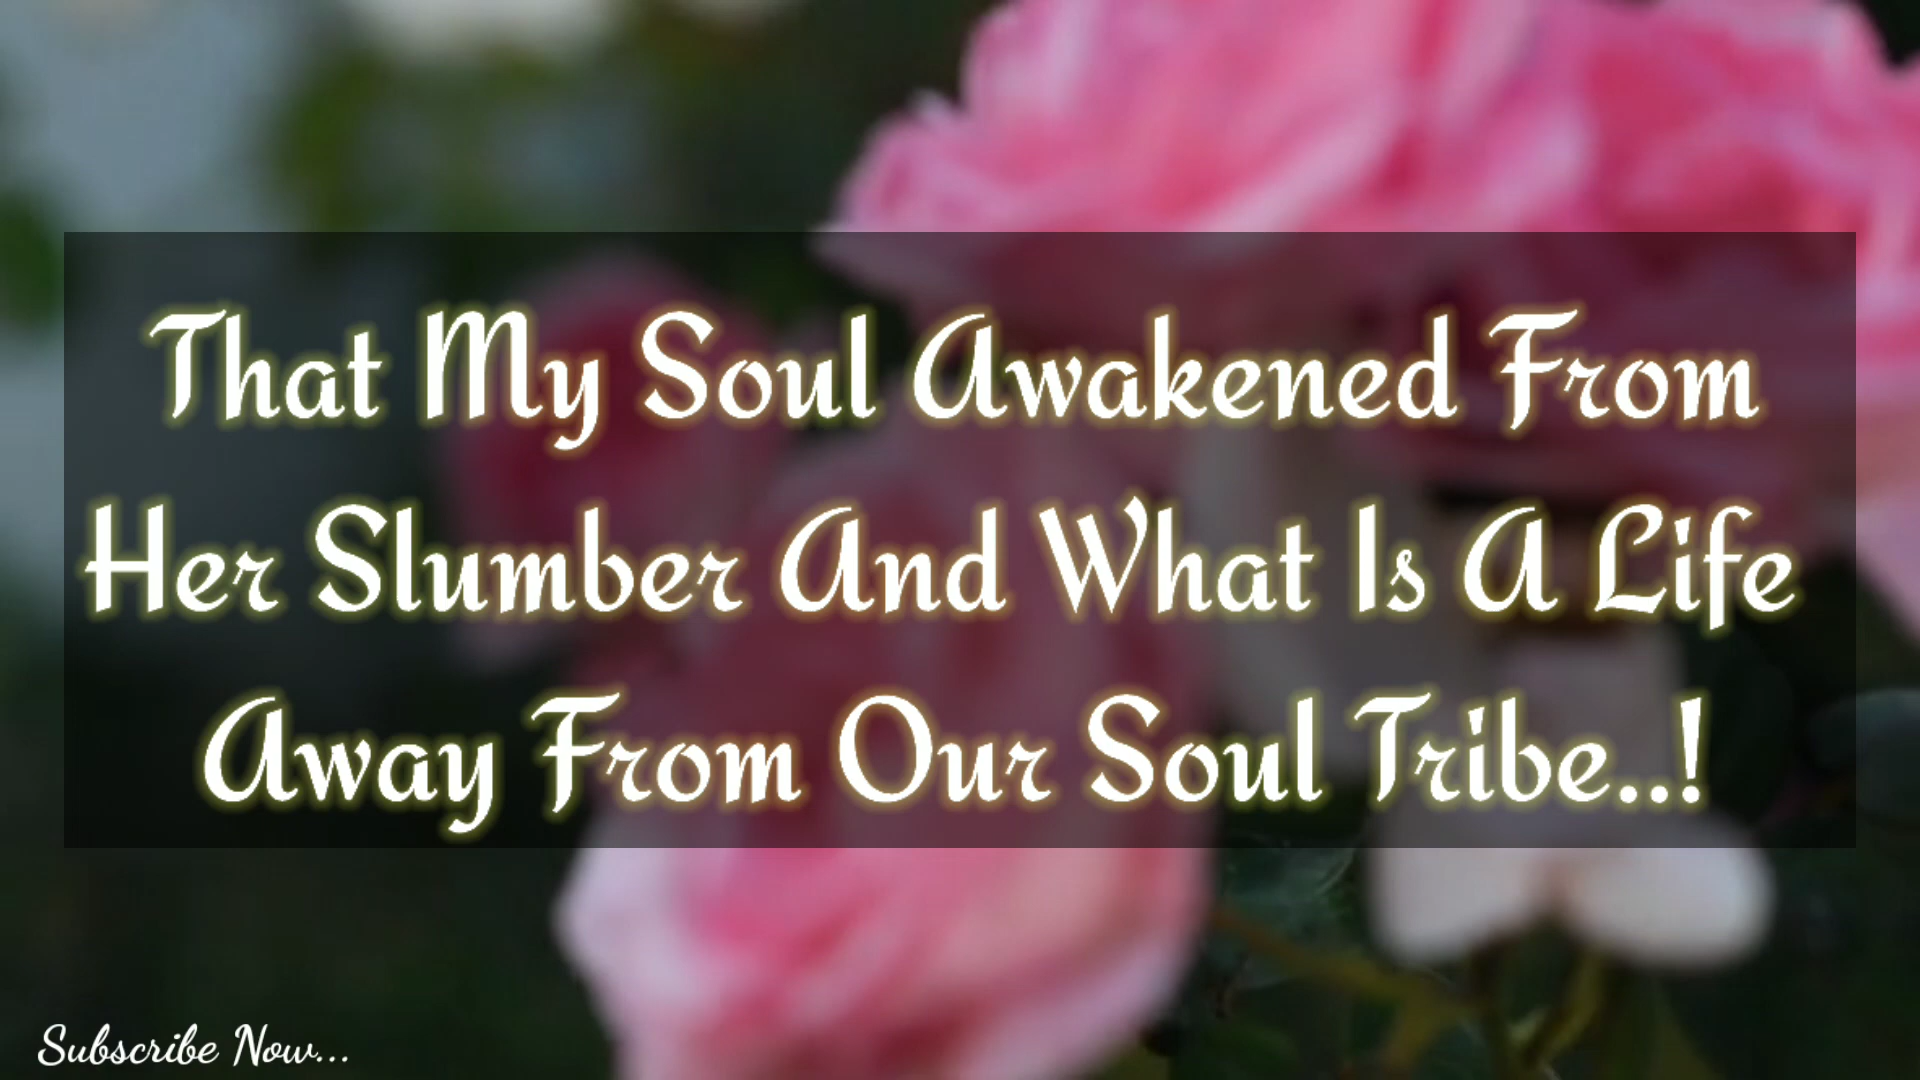 That My Soul Awakened From
Her Slumber And What Is A Life
Away From Our Soul Tribe..!
Subscribe Now...